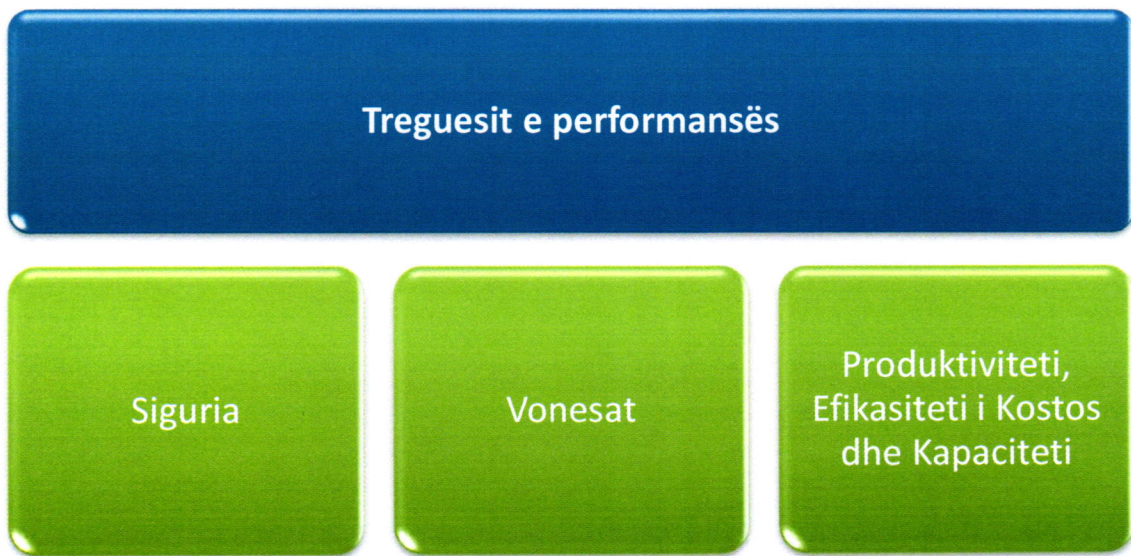 Treguesit e performansës
Siguria
Vonesat
Produktiviteti,
Efikasiteti i Kostos
dhe Kapaciteti